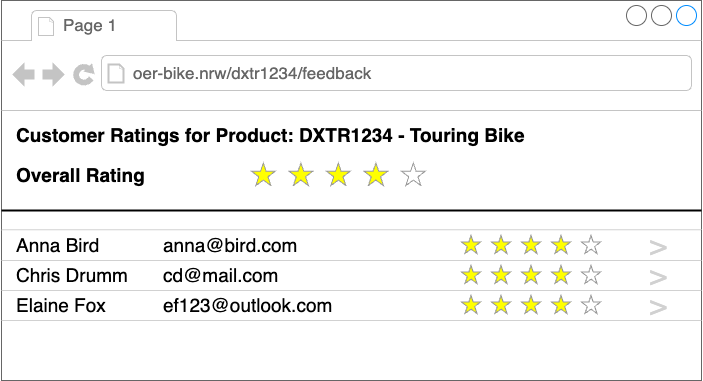 Page 1
oer-bike.nrw/dxtr1234/feedback
Customer Ratings for Product: DXTR1234 - Touring Bike
Overall Rating
Anna Bird anna@bird.com >
Chris Drumm cd@mail.com >
Elaine Fox ef123@outlook.com >